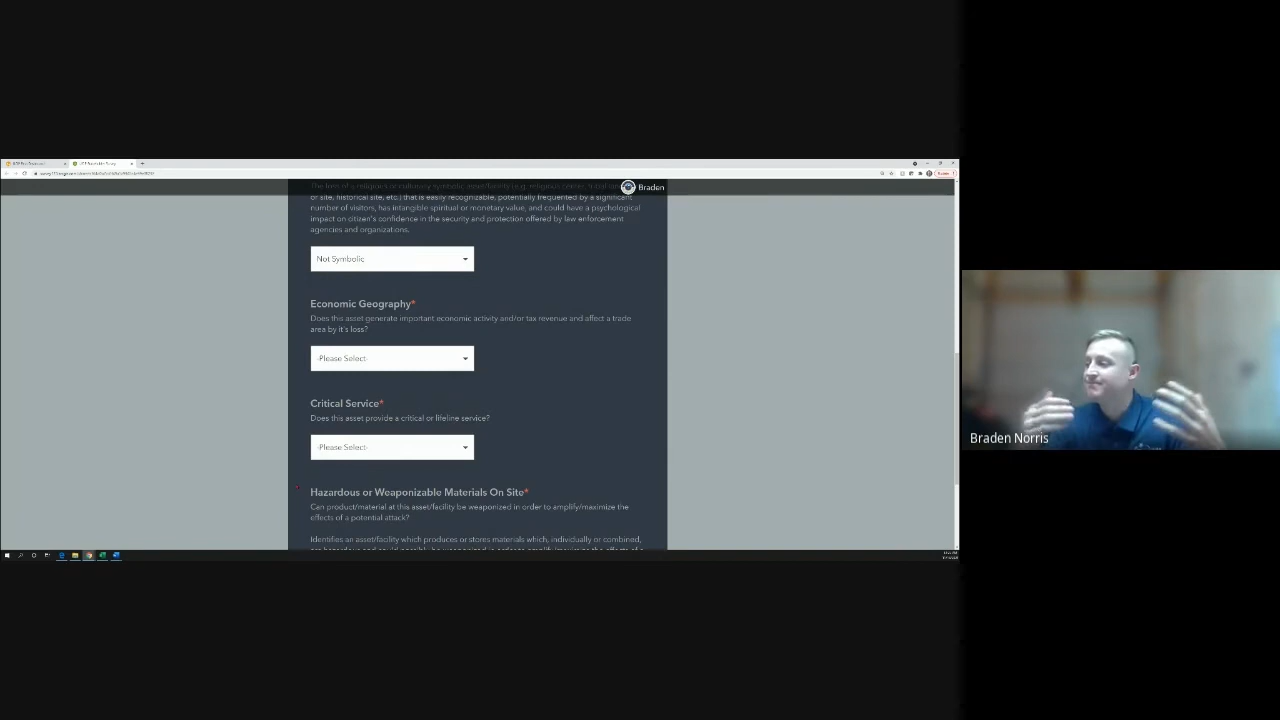 Braden
or site, historical site, etc.) that is easily recognizable, potentially frequented by a significant
number of visitors, has intangible spiritual or monetary value, and could have a psychological
impact on citizen's confidence in the security and protection offered by law enforcement
agencies and organizations.
Not Symbolic
Economic Geography*
Does this asset generate important economic activity and/or tax revenue and affect a trade
area by it's loss?
-Please Select-
Critical Service*
Does this asset provide a critical or lifeline service?
-Please Select-
Hazardous or Weaponizable Materials On Site*
Can product/material at this asset/facility be weaponized in order to amplify/maximize the
effects of a potential attack?
Identifies an asset/facility which produces or stores materials which, individually or combined,
Braden Norris